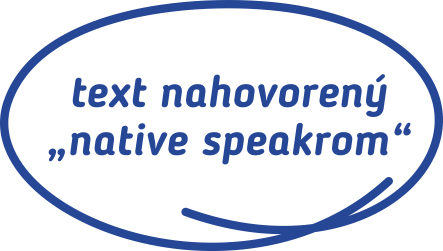 text nahovorený
„native speakrom“